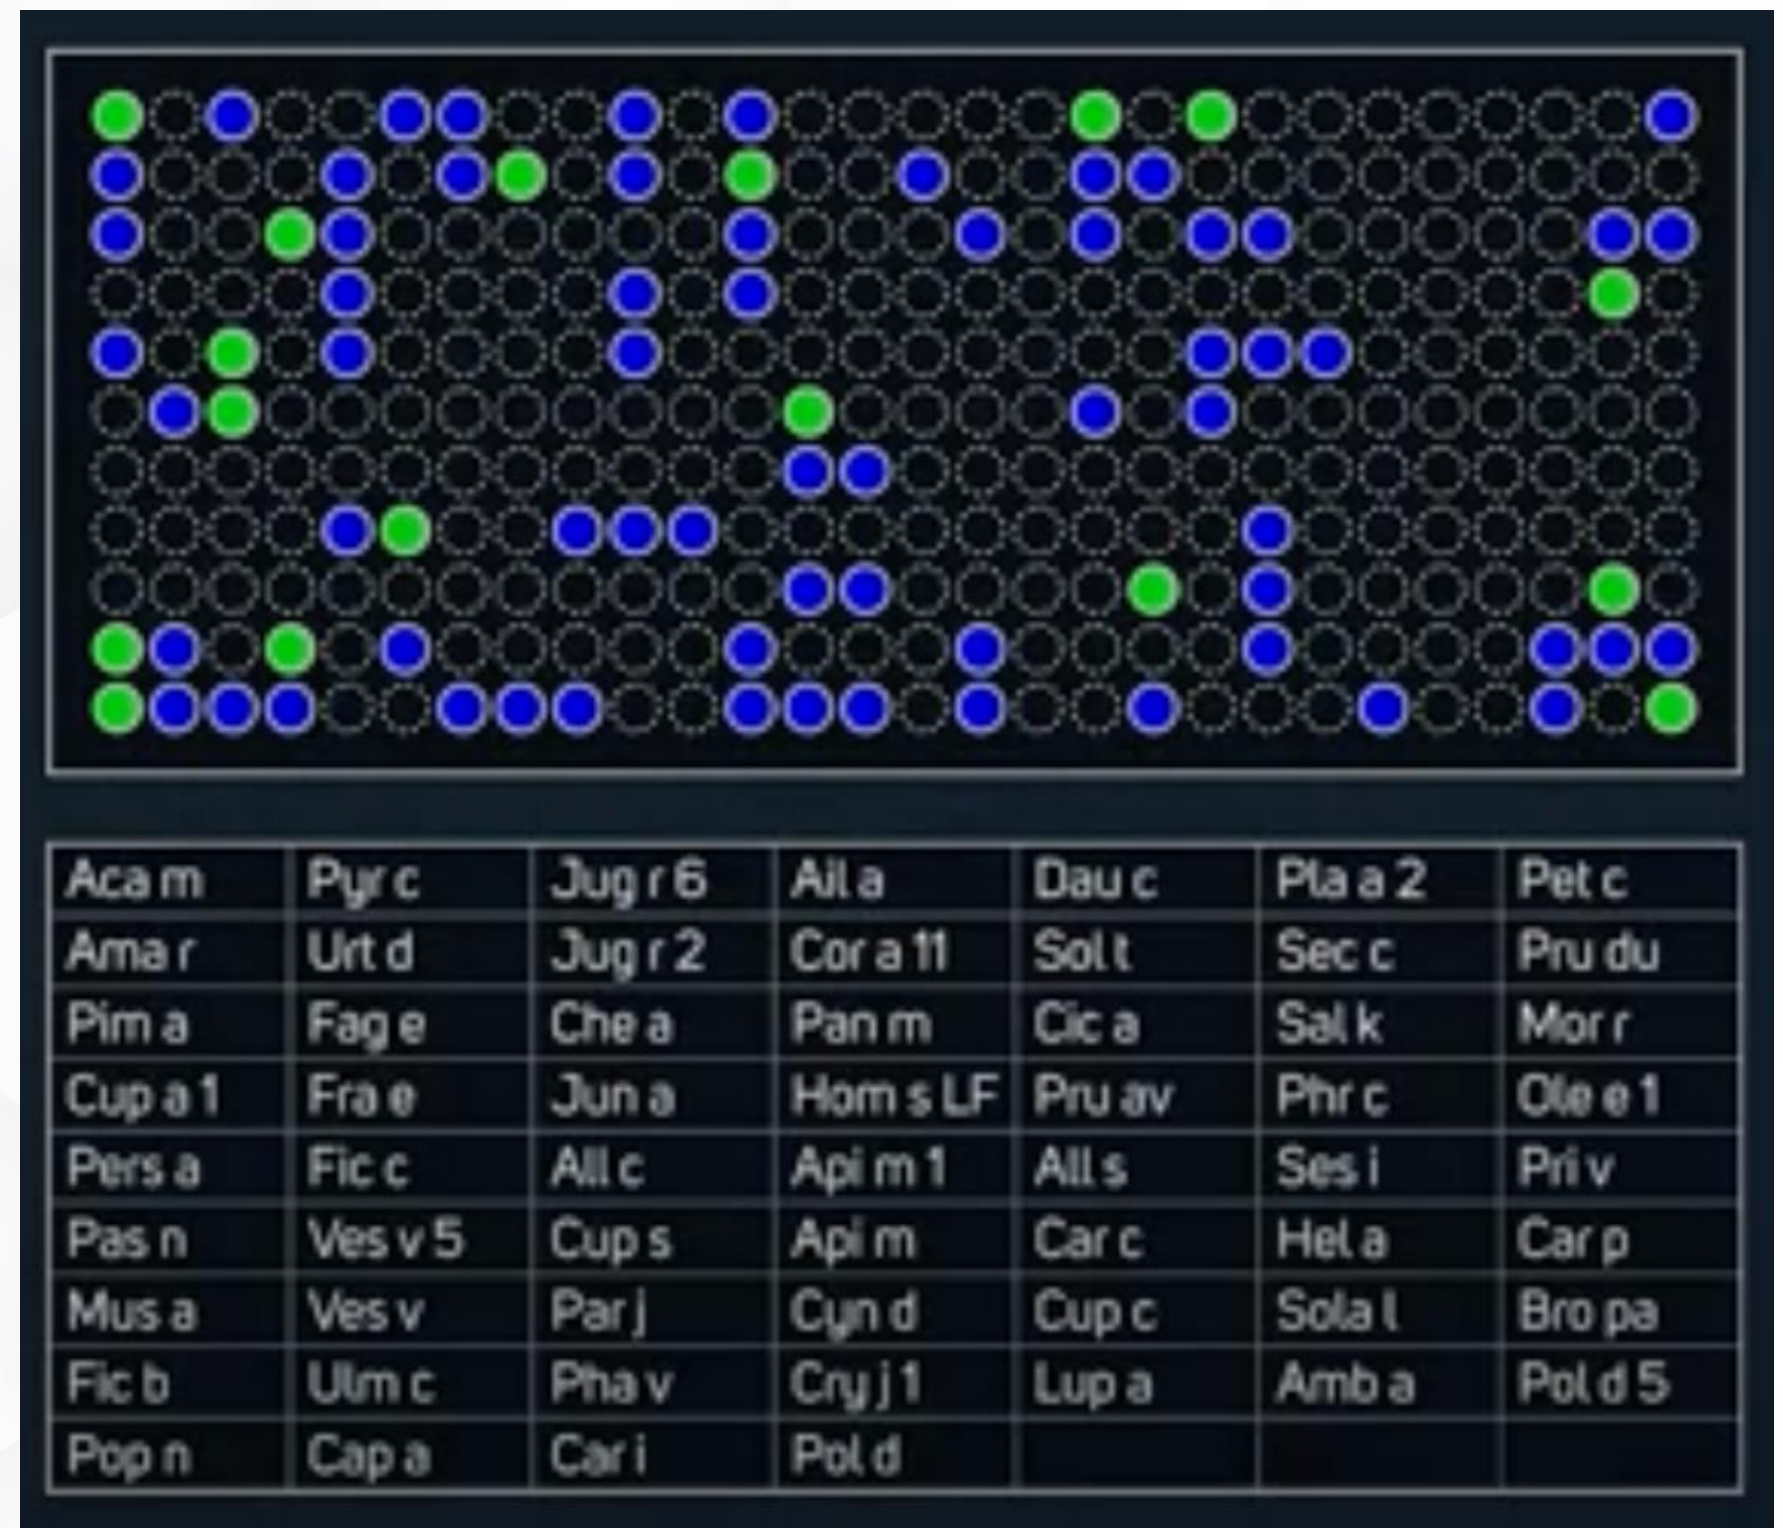 Aca m Pyr c Jug r 6 Ail a Dau c Pla a 2 Pet c
Ama r Urt d Jug r 2 Cor a 11 Sol t Sec c Pru du
Pim a Fag e Che a Pan m Cic a Sal k Mor r
Cup a 1 Fra e Jun a Hom s LF Pru av Phr c Ole e 1
Pers a Fic c All c Api m 1 All s Ses i Pri v
Pas n Ves v 5 Cup s Api m Car c Hel a Car p
Mus a Ves v Par j Cyn d Cup c Sola l Bro pa
Fic b Ulm c Pha v Cry j 1 Lup a Amb a Pol d 5
Pop n Cap a Car i Pol d